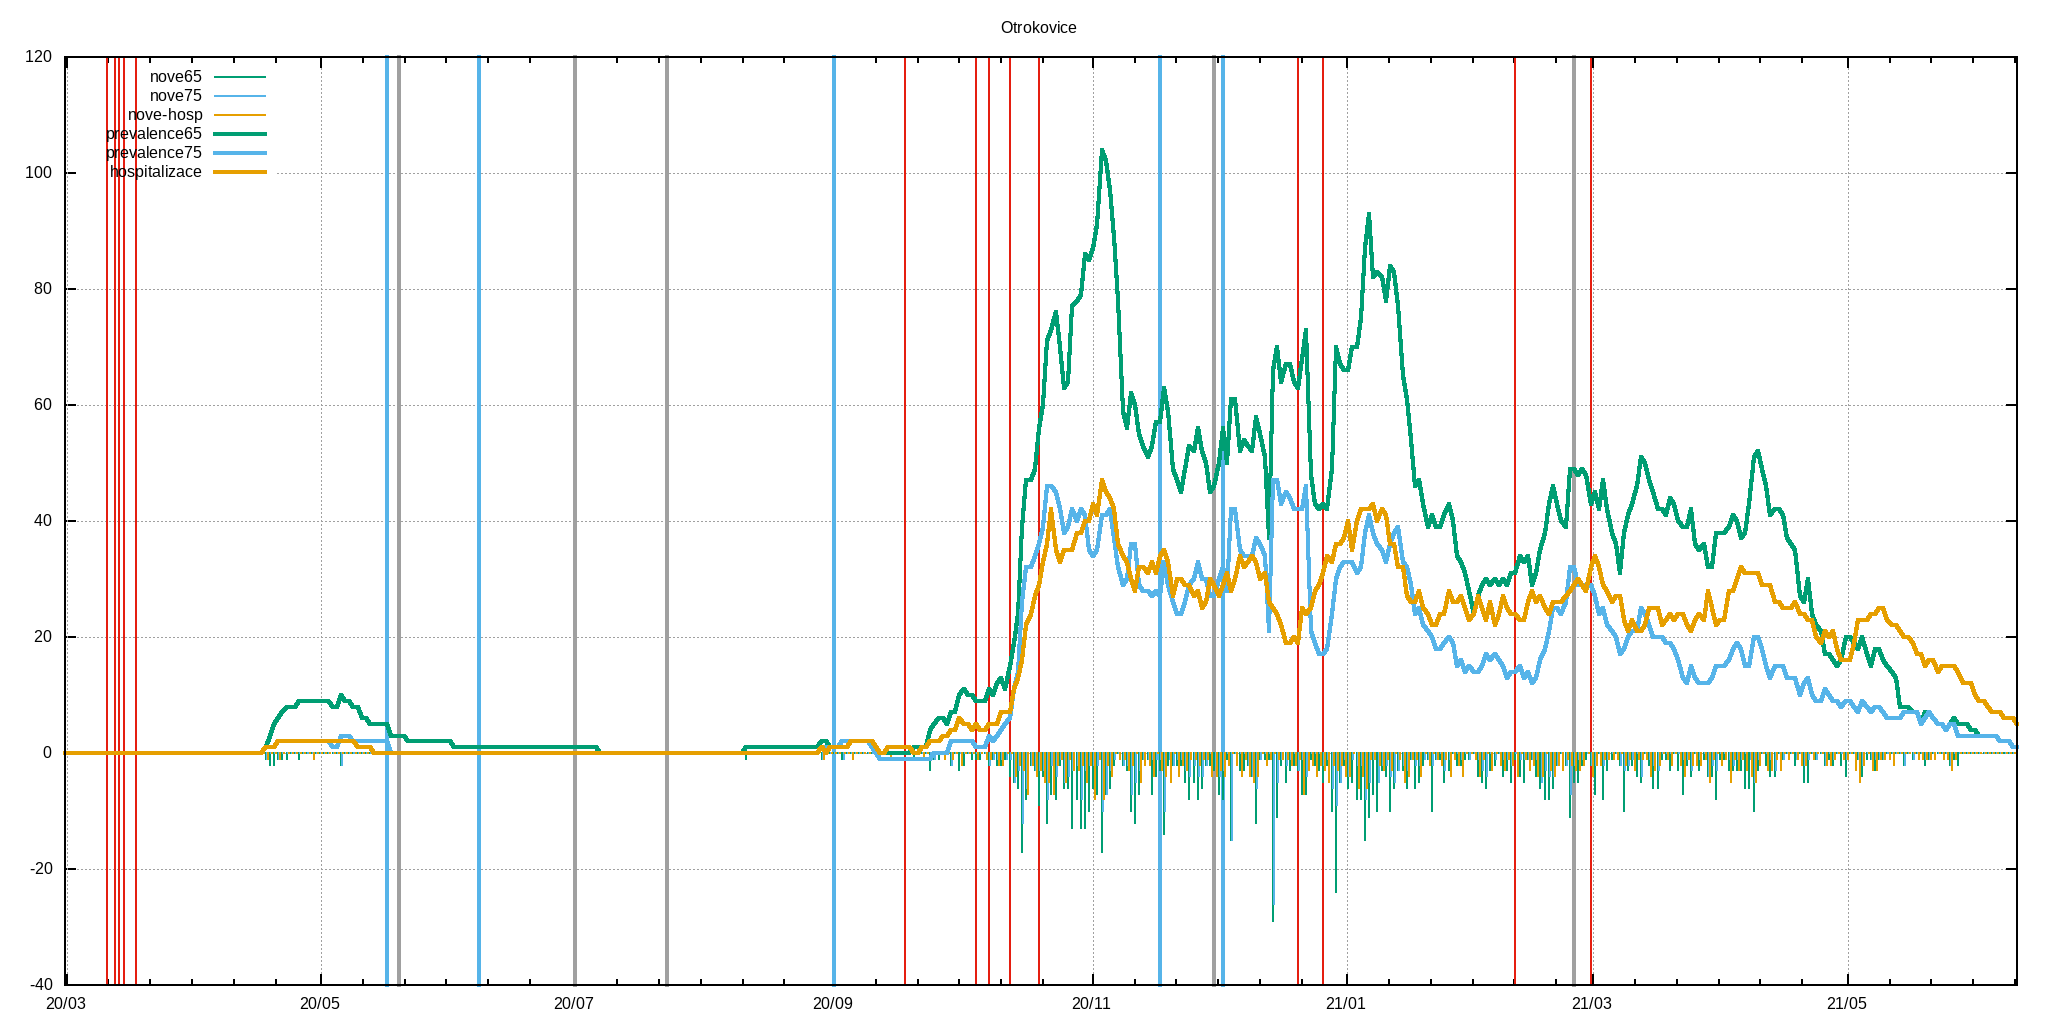 Otrokovice
120
100
80
60
40
20
0
-20
-40
nove65
nove75
nove-hosp
prevalence65
prevalence75
hospitalizace
20/03 20/05 20/07 20/09 20/11 21/01 21/03 21/05